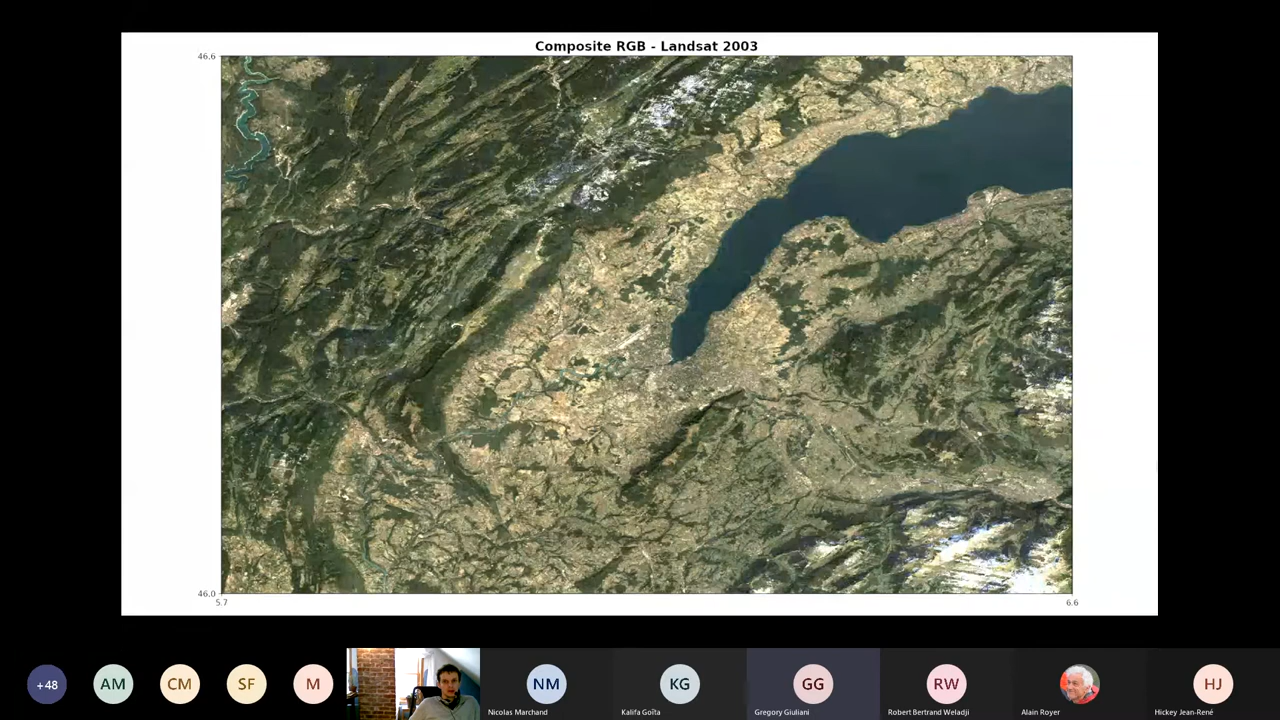 Composite RGB - Landsat 2003
46.6
46.0
5.7
6.6
+48
AM
CM
SF
M
NM
KG
GG
RW
HJ
Nicolas Marchand
Kalifa Goïta
Gregory Giuliani
Robert Bertrand Weladji
Alain Royer
Hickey Jean-René